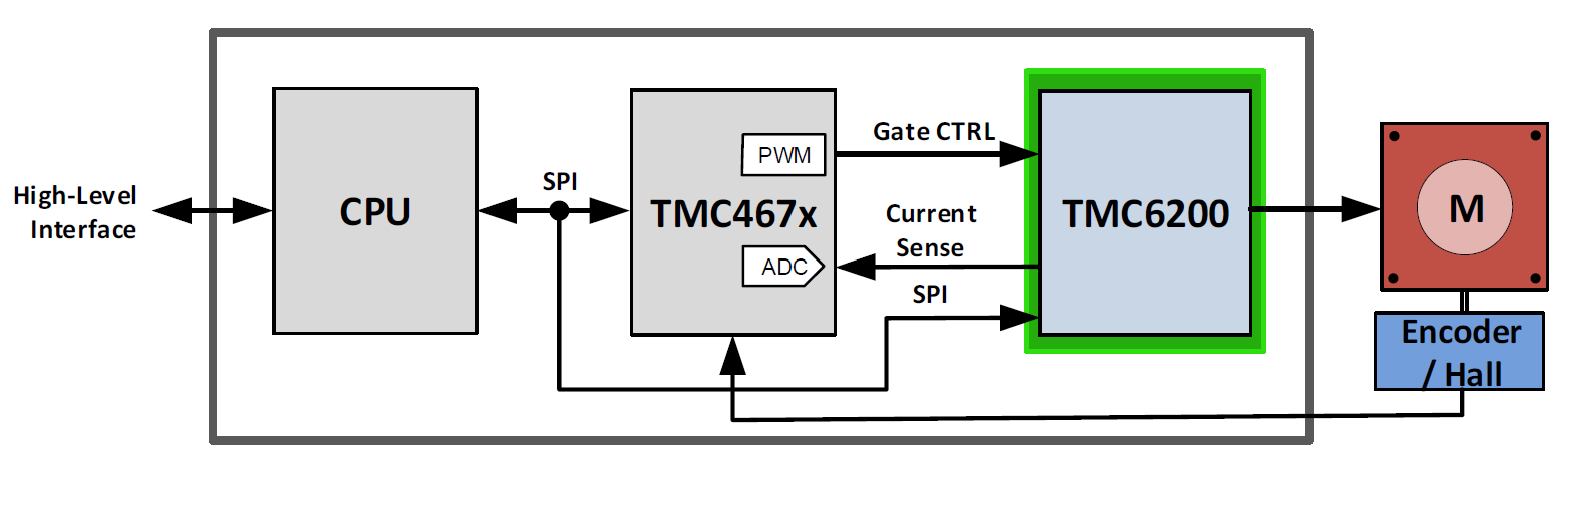 High-Level
Interface
CPU
SPI
TMC467x
PWM
ADC
Gate CTRL
Current
Sense
SPI
TMC6200
M
Encoder
/ Hall